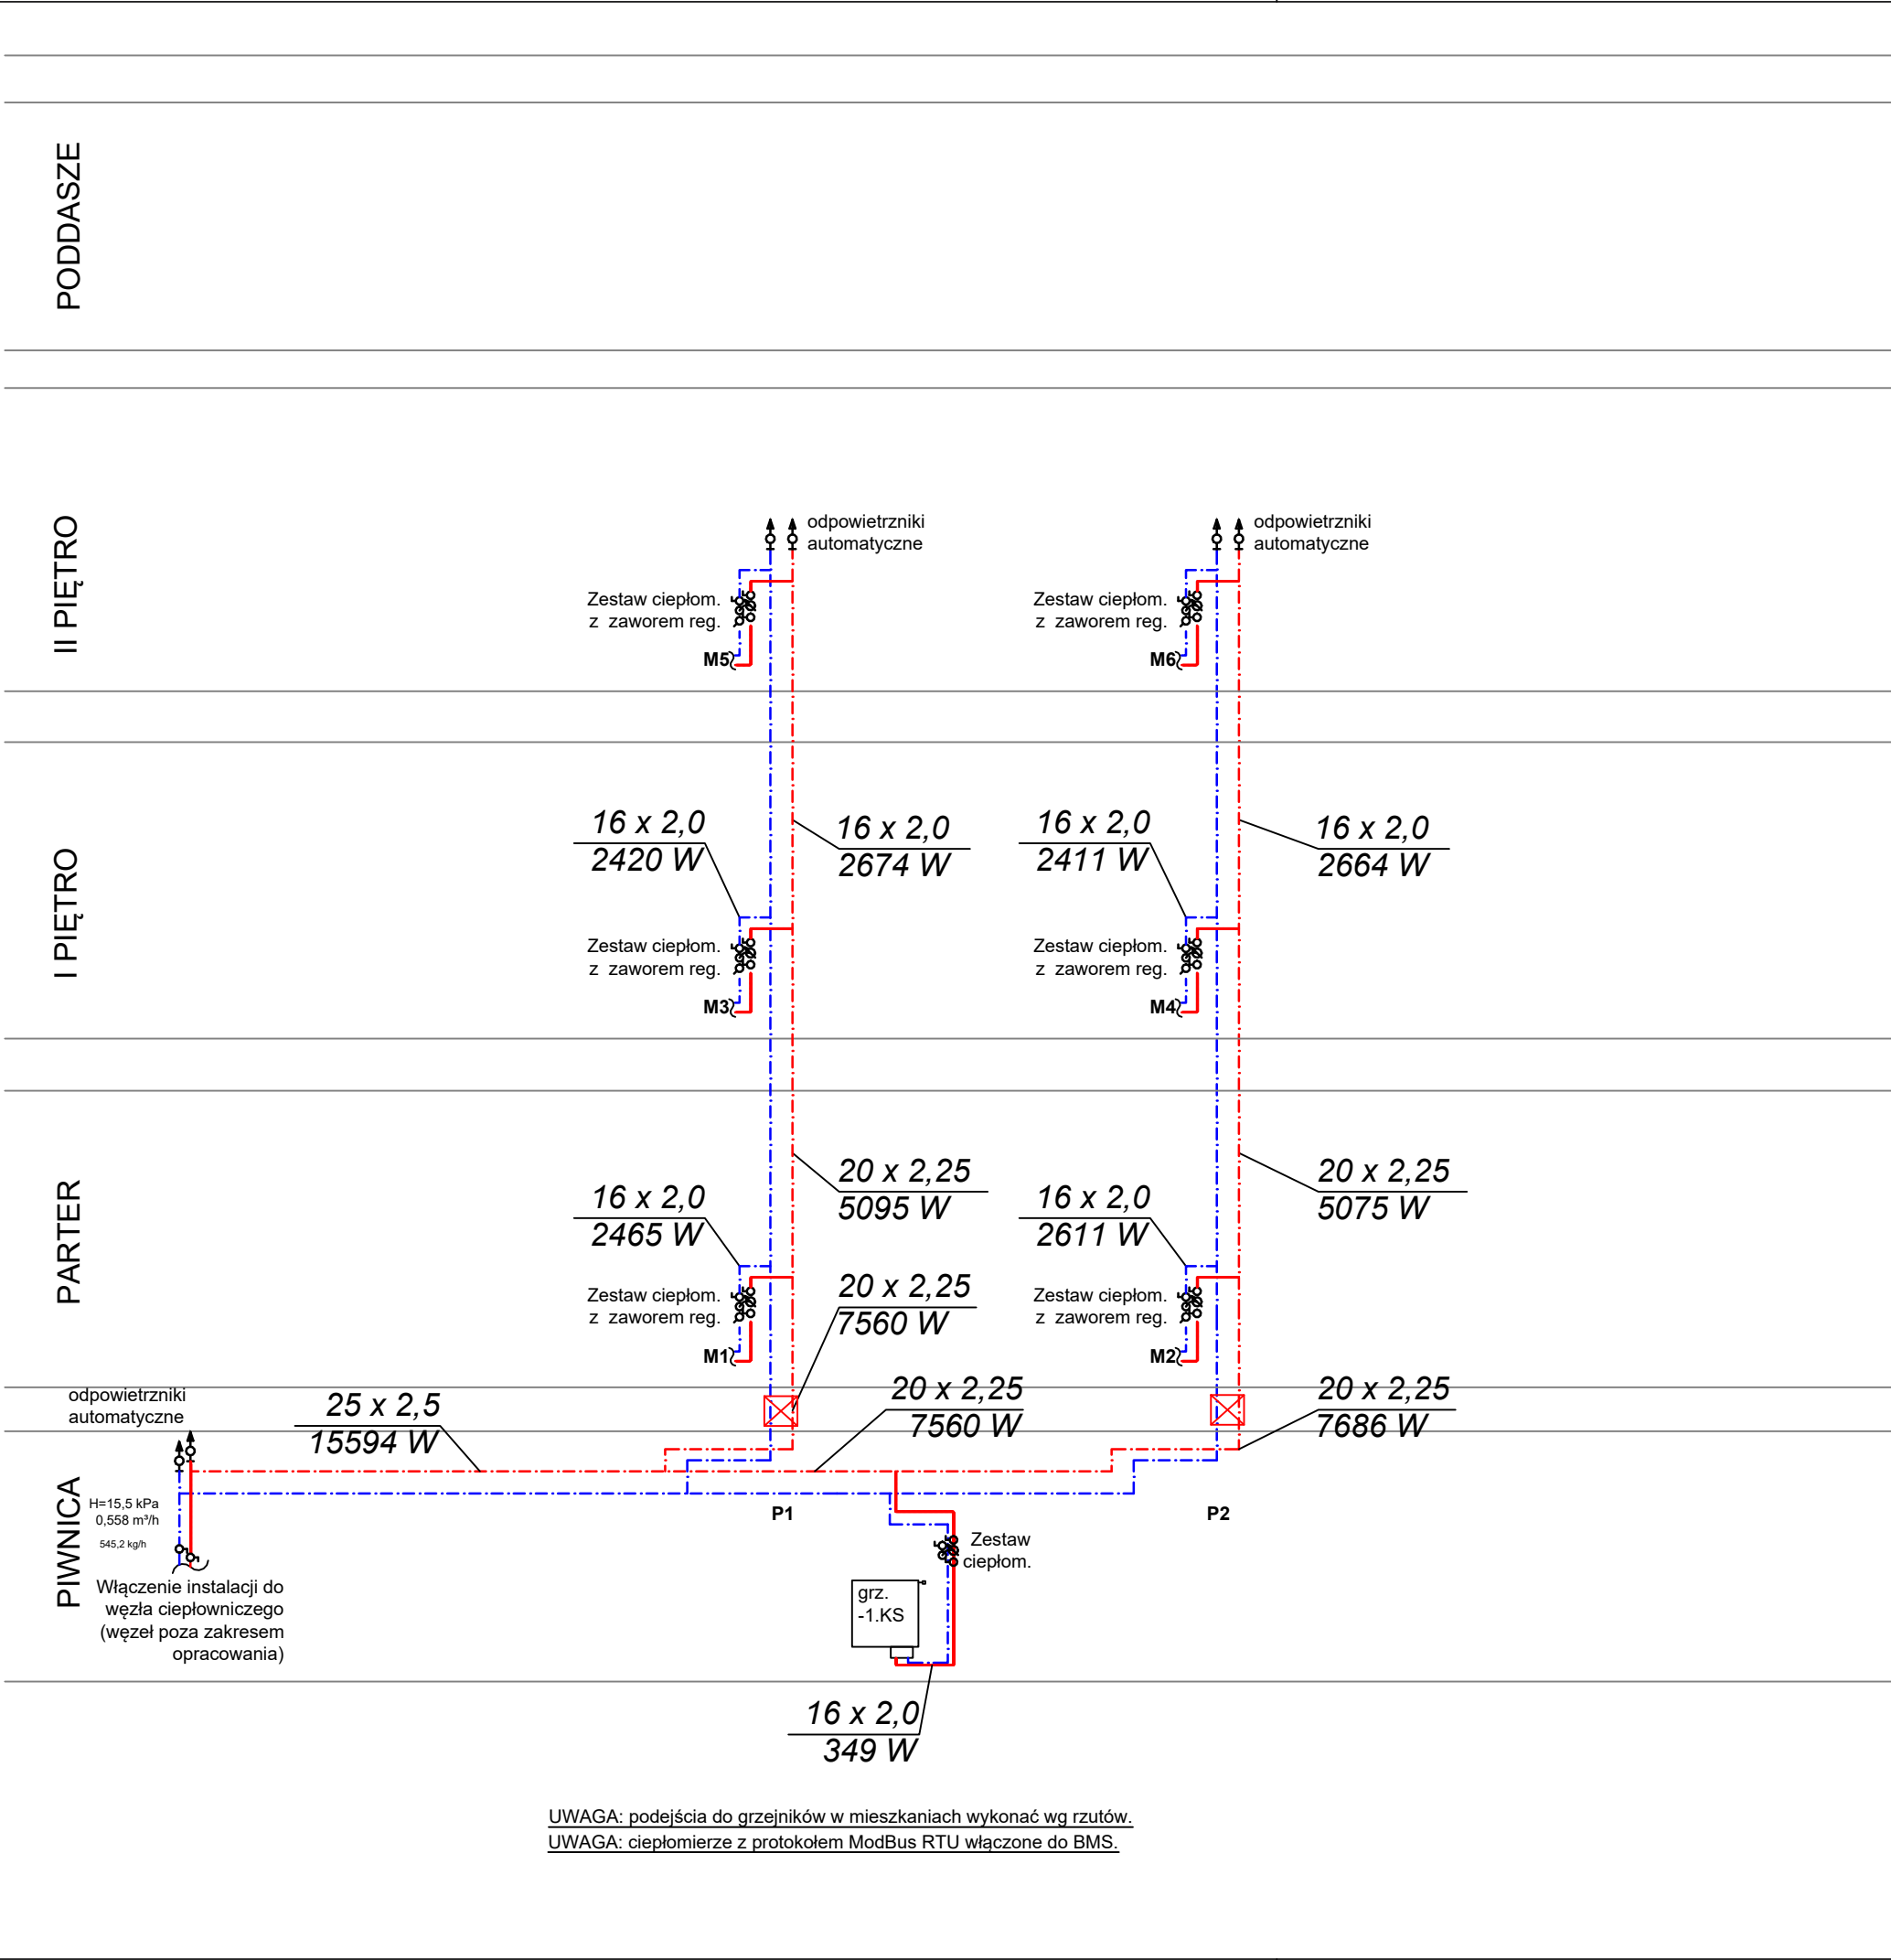 PODDASZE
II PIĘTRO
odpowietrzniki
automatyczne
odpowietrzniki
automatyczne
Zestaw ciepłom.
z zaworem reg.
M5
Zestaw ciepłom.
z zaworem reg.
M6
I PIĘTRO
16 x 2,0
2420 W
16 x 2,0
2674 W
16 x 2,0
2411 W
16 x 2,0
2664 W
Zestaw ciepłom.
z zaworem reg.
M3
Zestaw ciepłom.
z zaworem reg.
M4
PARTER
20 x 2,25
5095 W
20 x 2,25
5075 W
16 x 2,0
2465 W
16 x 2,0
2611 W
20 x 2,25
7560 W
Zestaw ciepłom.
z zaworem reg.
M1
Zestaw ciepłom.
z zaworem reg.
M2
odpowietrzniki
automatyczne
25 x 2,5
15594 W
20 x 2,25
7560 W
20 x 2,25
7686 W
PIWNICA
H=15,5 kPa
0,558 m³/h
545,2 kg/h
P1
P2
Zestaw
ciepłom.
Włączenie instalacji do
węzła ciepłowniczego
(węzeł poza zakresem
opracowania)
grz.
-1.KS
16 x 2,0
349 W
UWAGA: podejścia do grzejników w mieszkaniach wykonać wg rzutów.
UWAGA: ciepłomierze z protokołem ModBus RTU włączone do BMS.